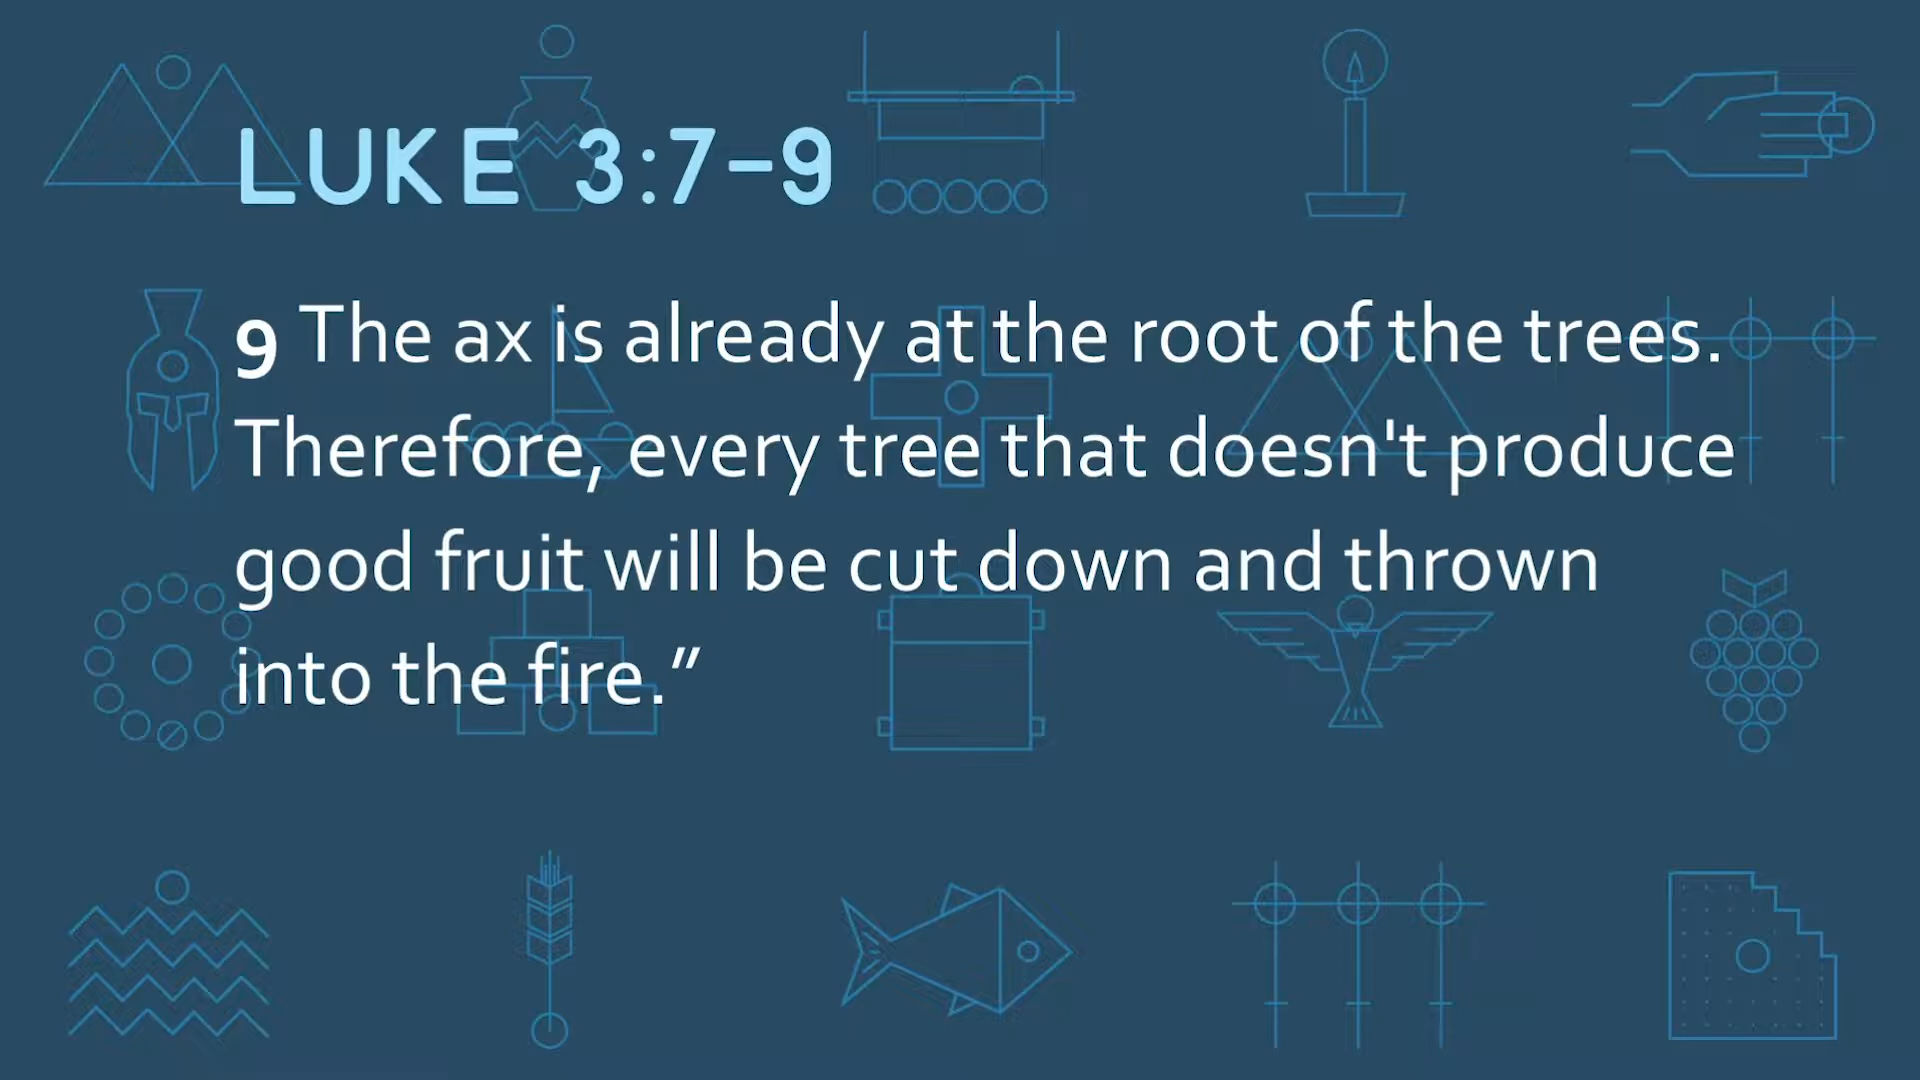 LUKE 3:7-9
9 The ax is already at the root of the trees.
Therefore, every tree that doesn't produce
good fruit will be cut down and thrown
into the fire.”